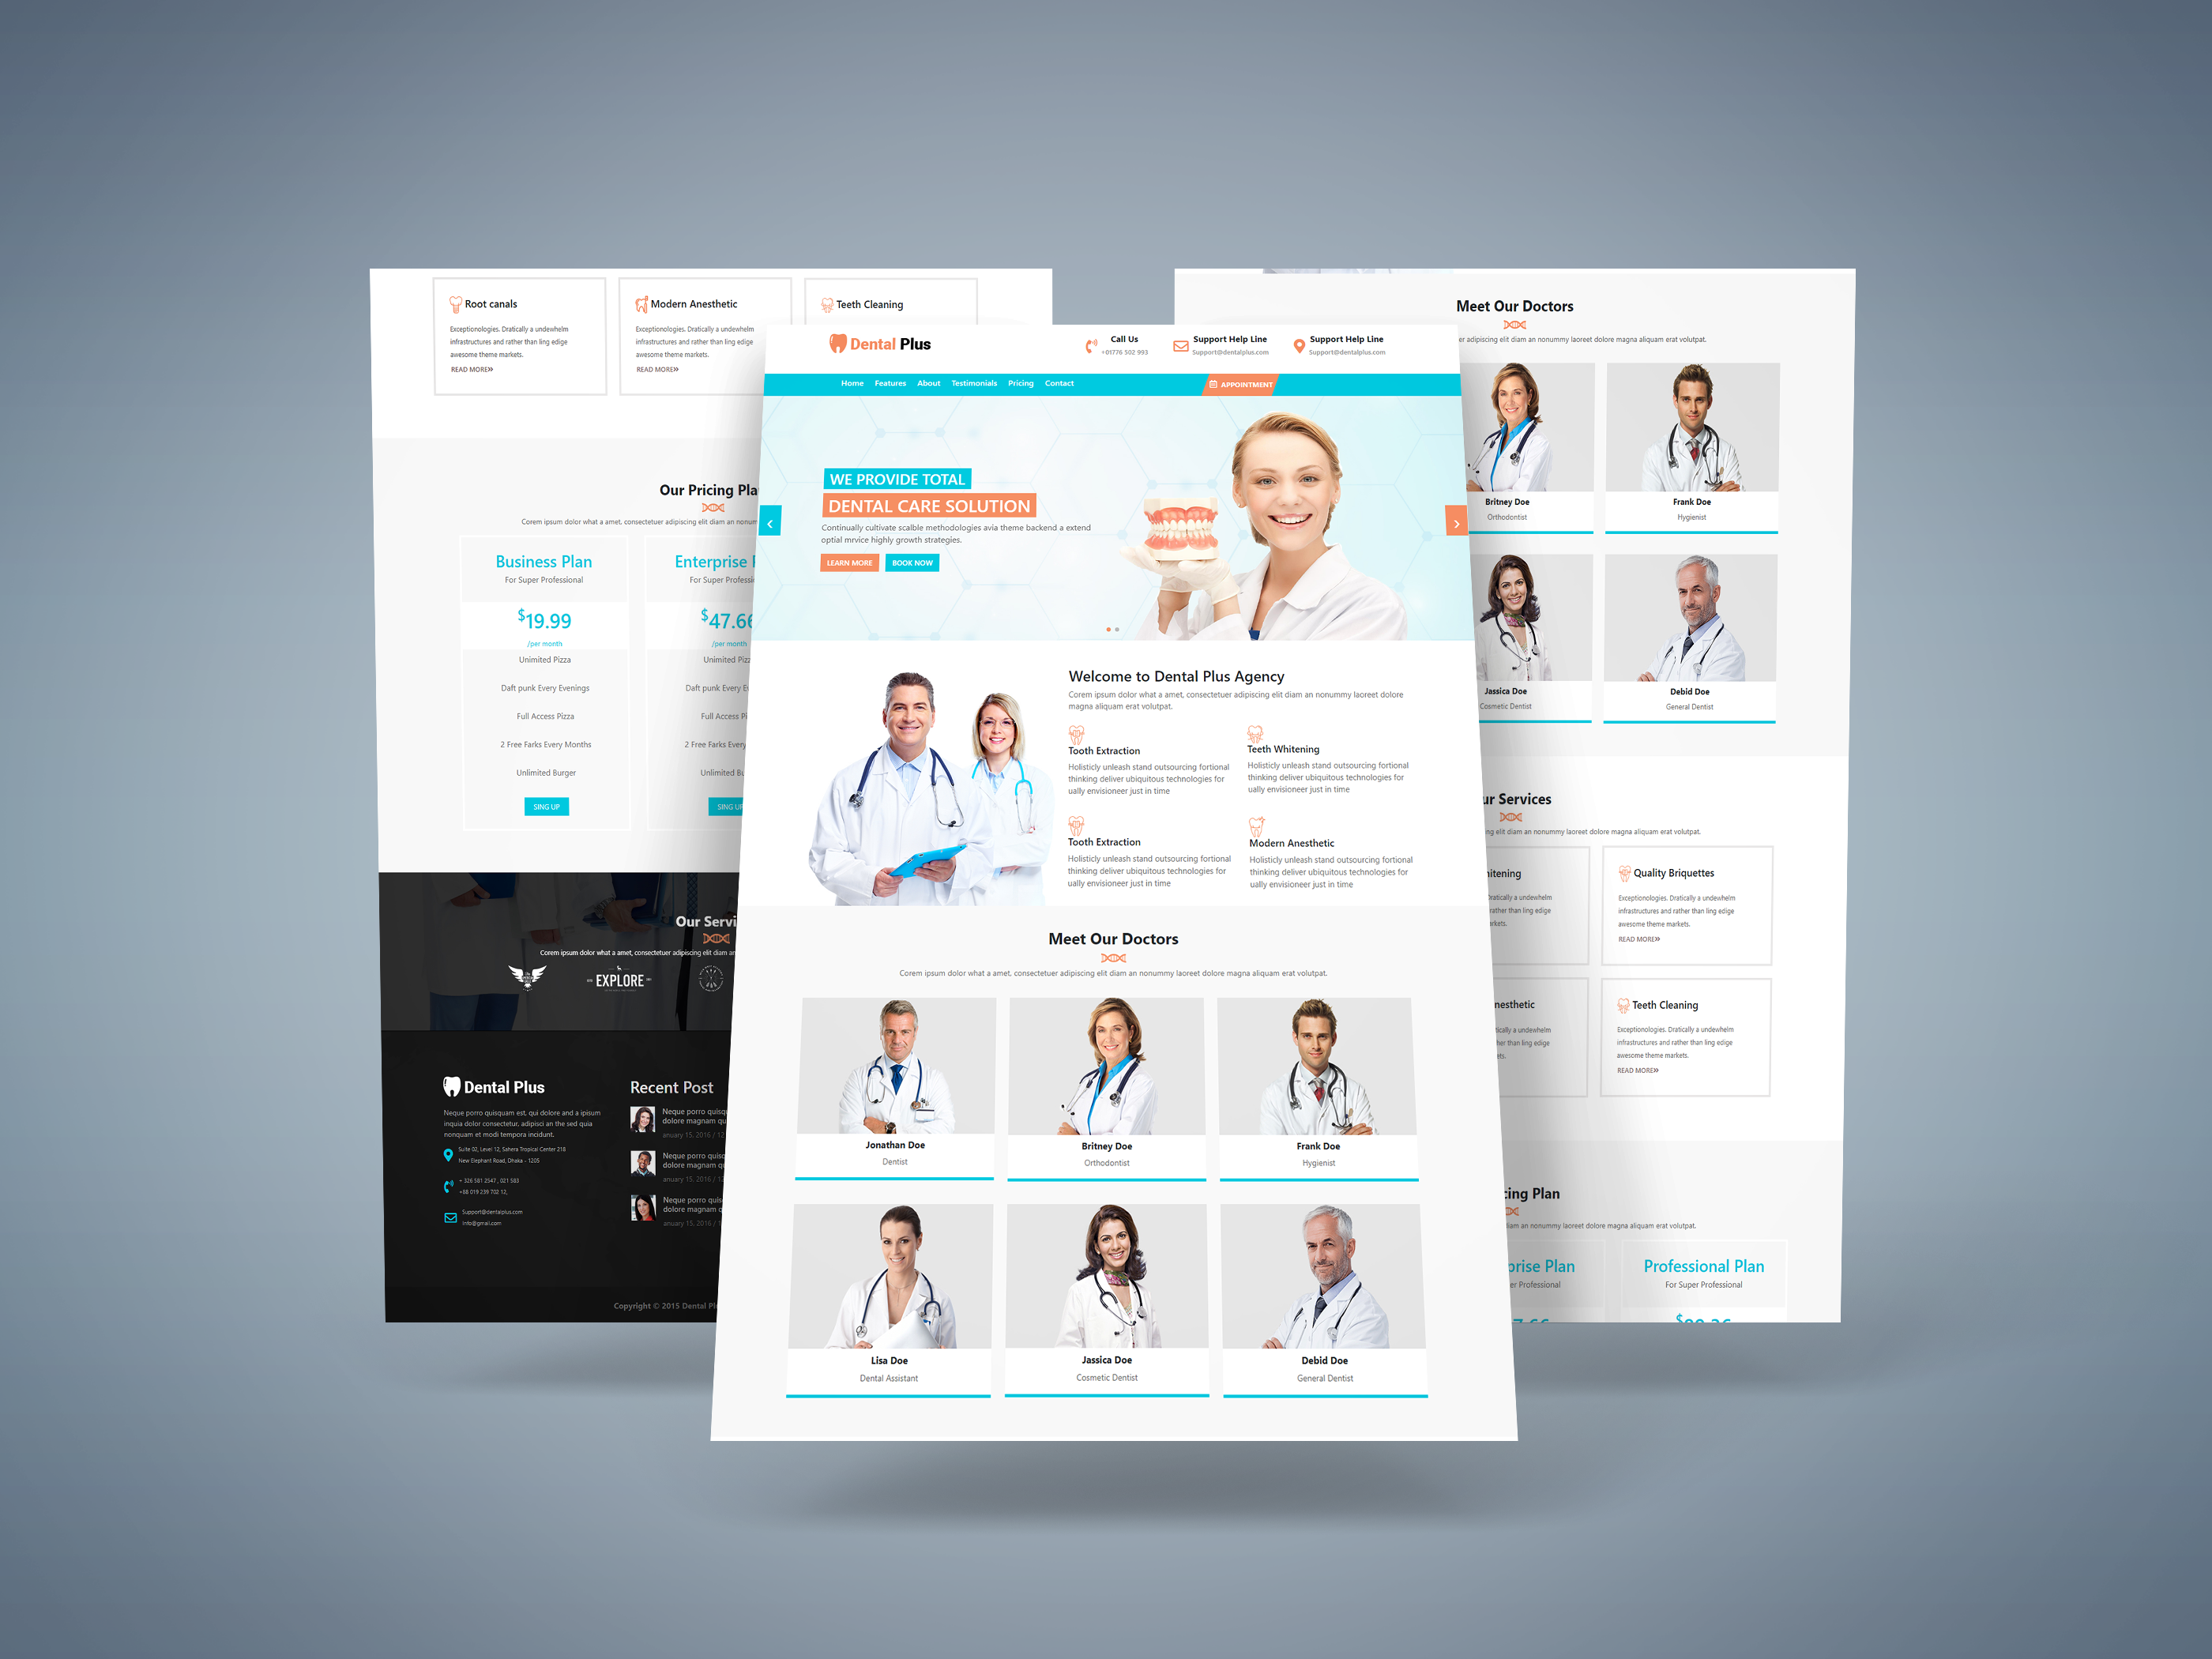 Root canals
Exceptionologies. Dratically a undewhelm
infrastructures and rather than ling edige
awesome theme markets.
READ MORE»
Modern Anesthetic
Exceptionologies. Dratically a undewhelm
infrastructures and rather than ling edige
awesome theme markets.
READ MORE»
Teeth Cleaning
Our Pricing Pla
Corem ipsum dolor what a amet, consectetuer adipiscing elit diam an nonum
Business Plan
For Super Professional
$19.99
/per month
Unimited Pizza
Daft punk Every Evenings
Full Access Pizza
2 Free Farks Every Months
Unlimited Burger
SING UP
Enterprise
For Super Professi
$47.66
/per month
Unimited Pizz
Daft punk Every E
Full Access Pi
2 Free Farks Every
Unlimited Bu
SING UP
Our Servi
Corem ipsum dolor what a amet, consectetuer adipiscing elit diam an
EXPLORE
Dental Plus
Neque porro quisquam est, qui dolore and a ipisum
inquia dolor consectetur, adipisci an the sed quia
nonquam et modi tempora incidunt.
Suite 02, Level 12, Sahera Tropical Center 218
New Elephant Road, Dhaka - 1205
+ 326 581 2547 , 021 583
+88 019 239 702 12,
Support@dentalplus.com
Info@gmail.com
Recent Post
Neque porro quisq
dolore magnam qu
anuary 15, 2016 / 12
Neque porro quisq
dolore magnam qu
anuary 15, 2016 / 12
Neque porro quis
dolore magnam q
anuary 15, 2016 / 1
Copyright © 2015 Dental Pl
Dental Plus
Call Us
+01776 502 993
Support Help Line
Support@dentalplus.com
Support Help Line
Support@dentalplus.com
Home Features About Testimonials Pricing Contact
APPOINTMENT
WE PROVIDE TOTAL
DENTAL CARE SOLUTION
Continually cultivate scalble methodologies avia theme backend a extend
optial mrvice highly growth strategies.
LEARN MORE BOOK NOW
Welcome to Dental Plus Agency
Corem ipsum dolor what a amet, consectetuer adipiscing elit diam an nonummy laoreet dolore
magna aliquam erat volutpat.
Tooth Extraction
Holisticly unleash stand outsourcing fortional
thinking deliver ubiquitous technologies for
ually envisioneer just in time
Teeth Whitening
Holisticly unleash stand outsourcing fortional
thinking deliver ubiquitous technologies for
ually envisioneer just in time
Tooth Extraction
Holisticly unleash stand outsourcing fortional
thinking deliver ubiquitous technologies for
ually envisioneer just in time
Modern Anesthetic
Holisticly unleash stand outsourcing fortional
thinking deliver ubiquitous technologies for
ually envisioneer just in time
Meet Our Doctors
Corem ipsum dolor what a amet, consectetuer adipiscing elit diam an nonummy laoreet dolore magna aliquam erat volutpat.
Jonathan Doe
Dentist
Britney Doe
Orthodontist
Frank Doe
Hygienist
Lisa Doe
Dental Assistant
Jassica Doe
Cosmetic Dentist
Debid Doe
General Dentist
Meet Our Doctors
er adipiscing elit diam an nonummy laoreet dolore magna aliquam erat volutpat.
Britney Doe
Orthodontist
Frank Doe
Hygienist
Jassica Doe
Cosmetic Dentist
Debid Doe
General Dentist
ur Services
ng elit diam an nonummy laoreet dolore magna aliquam erat volutpat.
hitening
Dratically a undewhelm
rather than ling edige
arkets.
Quality Briquettes
Exceptionologies. Dratically a undewhelm
infrastructures and rather than ling edige
awesome theme markets.
READ MORE»
nesthetic
tically a undewhelm
her than ling edige
ets.
Teeth Cleaning
Exceptionologies. Dratically a undewhelm
infrastructures and rather than ling edige
awesome theme markets.
READ MORE»
cing Plan
diam an nonummy laoreet dolore magna aliquam erat volutpat.
prise Plan
er Professional
Professional Plan
For Super Professional